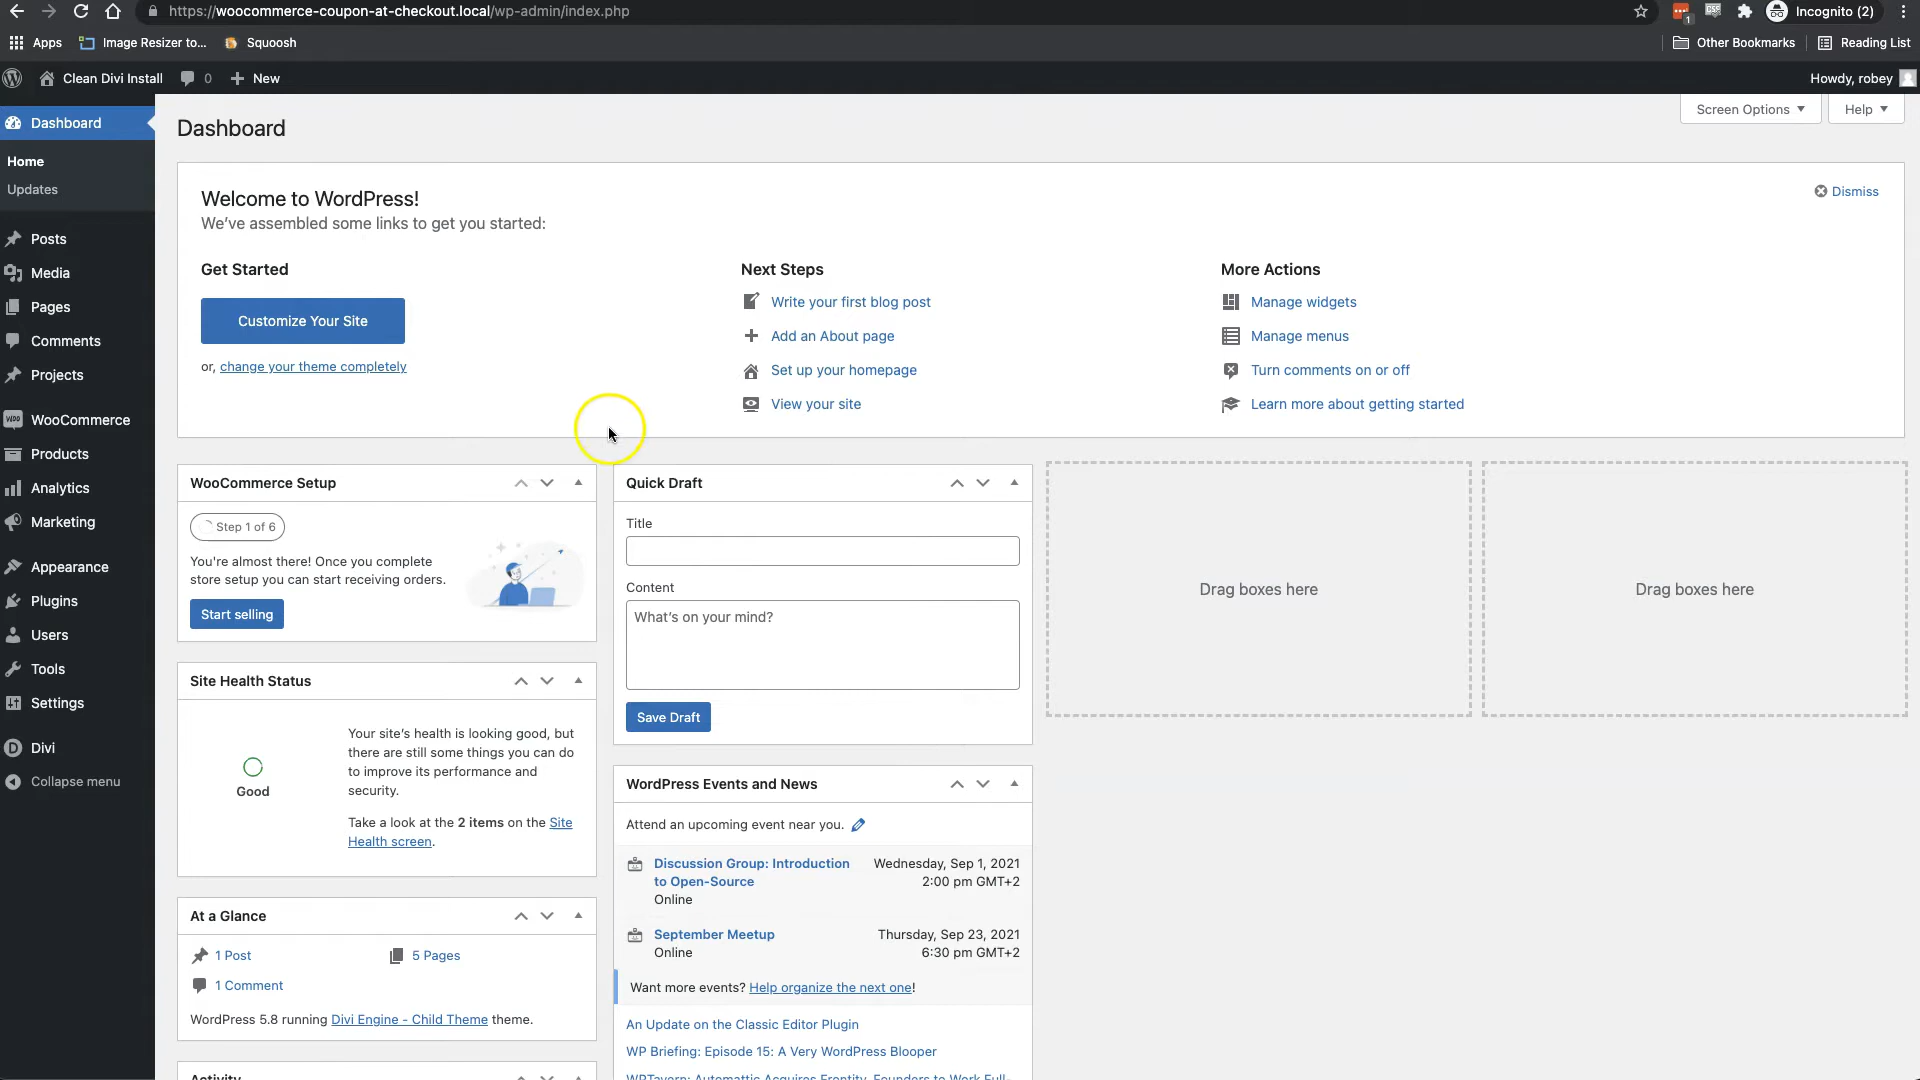 https://woocommerce-coupon-at-checkout.local/wp-admin/index.php
1
Incognito (2)
Apps
Image Resizer to...
Squoosh
Other Bookmarks
Reading List
Clean Divi Install
0
New
Howdy, robey
Dashboard
Home
Updates
Posts
Media
Pages
Comments
Projects
WooCommerce
Products
Analytics
Marketing
Appearance
Plugins
Users
Tools
Settings
Divi
Collapse menu
Dashboard
Screen Options
Help
Welcome to WordPress!
We've assembled some links to get you started:
Dismiss
Get Started
Customize Your Site
or, change your theme completely
Next Steps
Write your first blog post
Add an About page
Set up your homepage
View your site
More Actions
Manage widgets
Manage menus
Turn comments on or off
Learn more about getting started
WooCommerce Setup
Step 1 of 6
You're almost there! Once you complete
store setup you can start receiving orders.
Start selling
Site Health Status
Good
Your site's health is looking good, but
there are still some things you can do
to improve its performance and
security.
Take a look at the 2 items on the Site
Health screen.
At a Glance
1 Post
5 Pages
1 Comment
WordPress 5.8 running Divi Engine - Child Theme theme.
Activity
Quick Draft
Title
Content
What's on your mind?
Save Draft
WordPress Events and News
Attend an upcoming event near you.
Discussion Group: Introduction
to Open-Source
Online
Wednesday, Sep 1, 2021
2:00 pm GMT+2
September Meetup
Online
Thursday, Sep 23, 2021
6:30 pm GMT+2
Want more events? Help organize the next one!
An Update on the Classic Editor Plugin
WP Briefing: Episode 15: A Very WordPress Blooper
WPTavern: Automattic Acquires Frontity, Founders to Work Full-
Drag boxes here
Drag boxes here